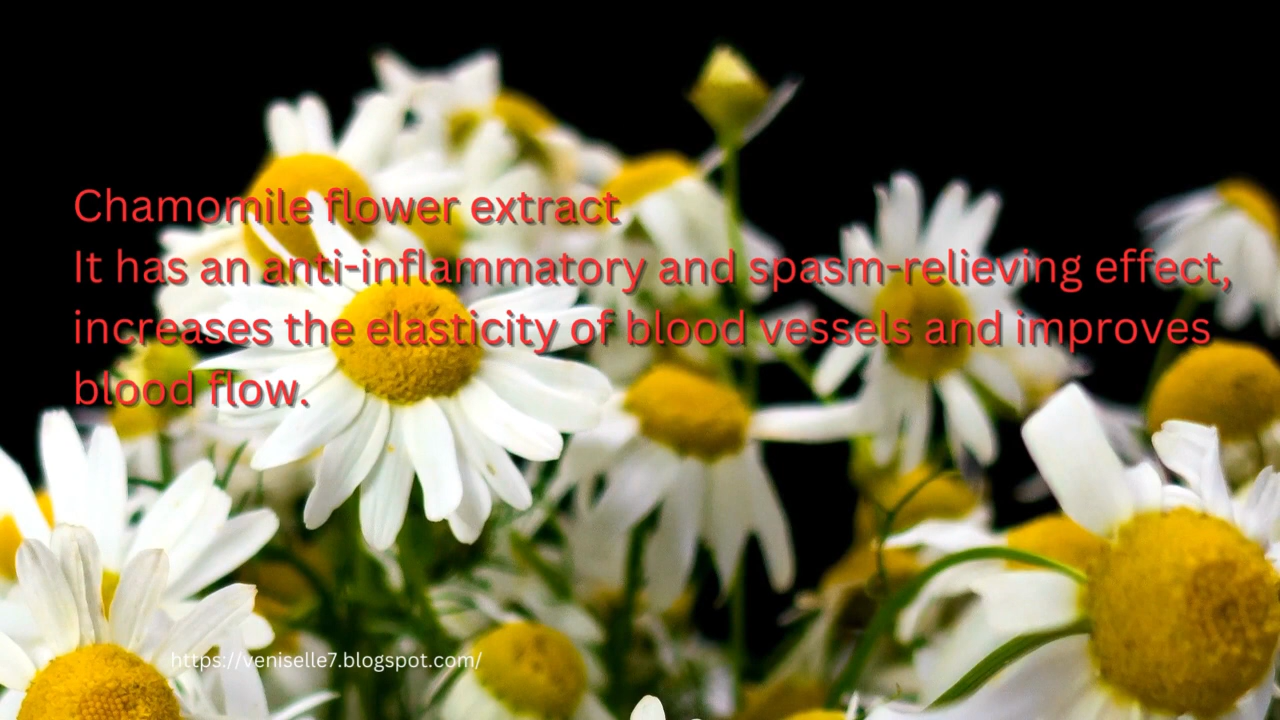 Chamomile flower extract
It has an anti-inflammatory and spasm-relieving effect,
increases the elasticity of blood vessels and improves
blood flow.
https://veniselle7.blogspot.com/